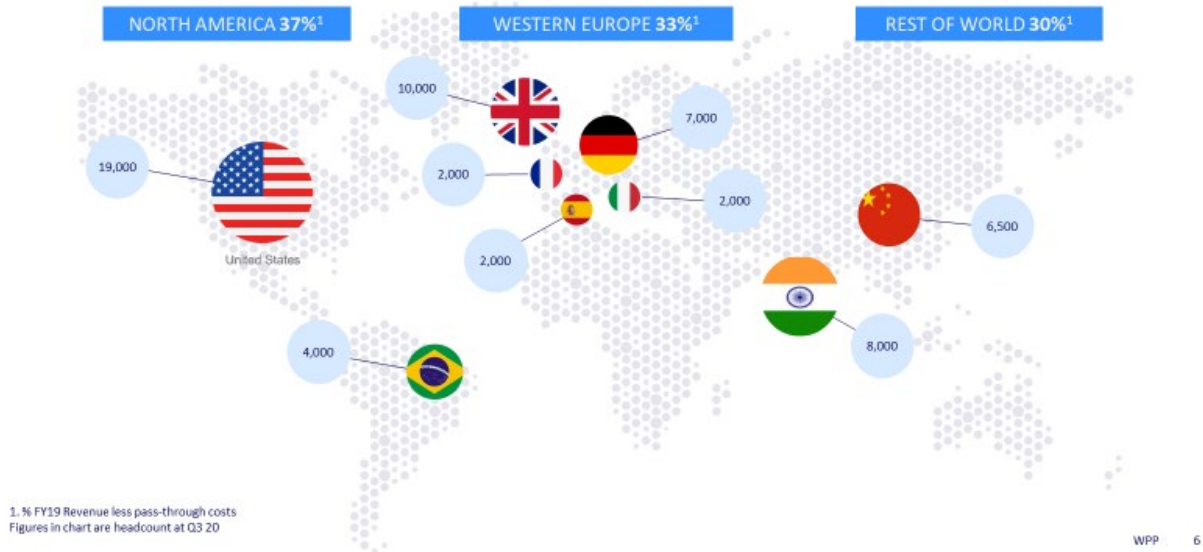 NORTH AMERICA 37%¹
WESTERN EUROPE 33%¹
REST OF WORLD 30%¹
10,000
7,000
19,000
2,000
2,000
6,500
2,000
United States
4,000
8,000
1. % FY19 Revenue less pass-through costs
Figures in chart are headcount at Q3 20
WPP 6